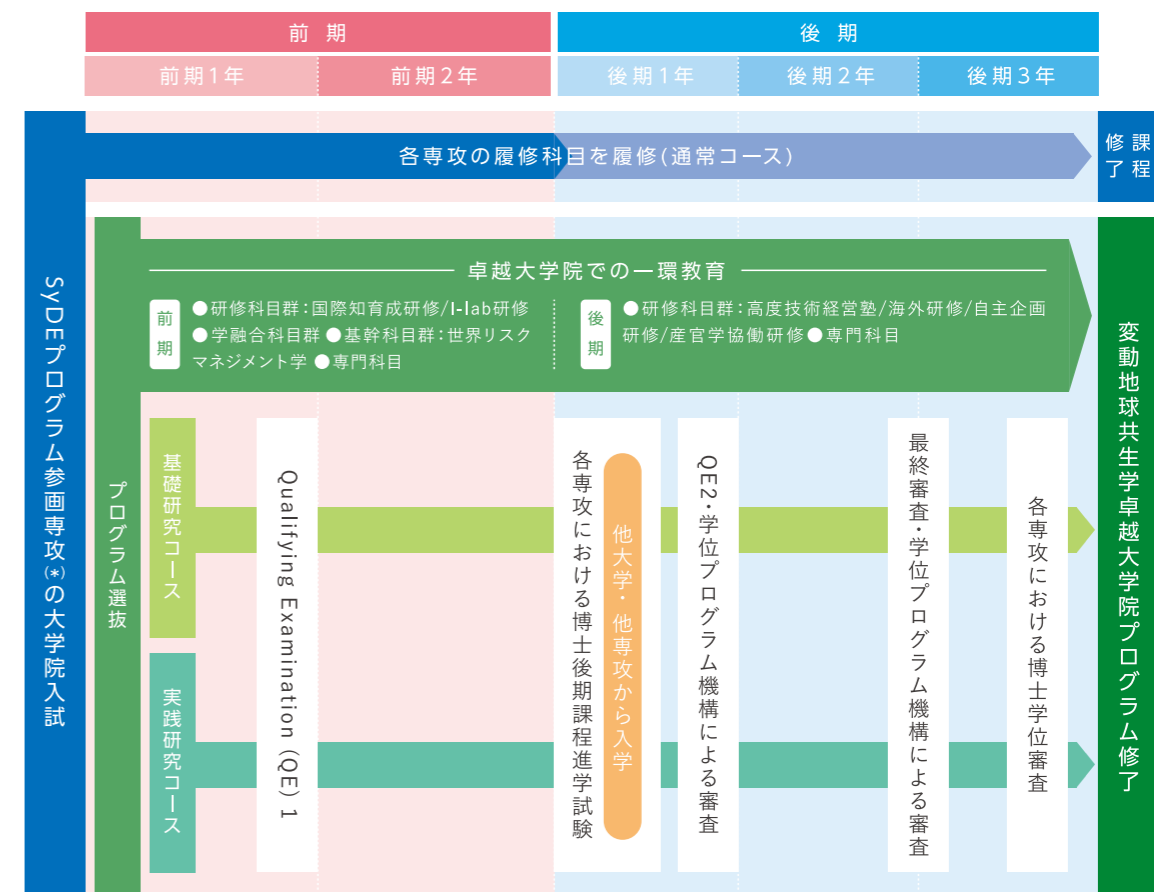 前期
後期
前期1年
前期2年
後期1年
後期2年
後期3年
SyDEプログラム参画専攻(*)の大学院入試
各専攻の履修科目を履修(通常コース)
課程
修了
プログラム選抜
卓越大学院での一環教育
前期
●研修科目群:国際知育成研修/I-lab研修
●学融合科目群 ●基幹科目群:世界リスク
マネジメント学 ●専門科目
後期
●研修科目群:高度技術経営塾/海外研修/自主企画
研修/産官学協働研修●専門科目
基礎研究コース
実践研究コース
Qualifying Examination (QE) 1
各専攻における博士後期課程進学試験
他大学・他専攻から入学
QE2・学位プログラム機構による審査
最終審査・学位プログラム機構による審査
各専攻における博士学位審査
変動地球共生学卓越大学院プログラム修了